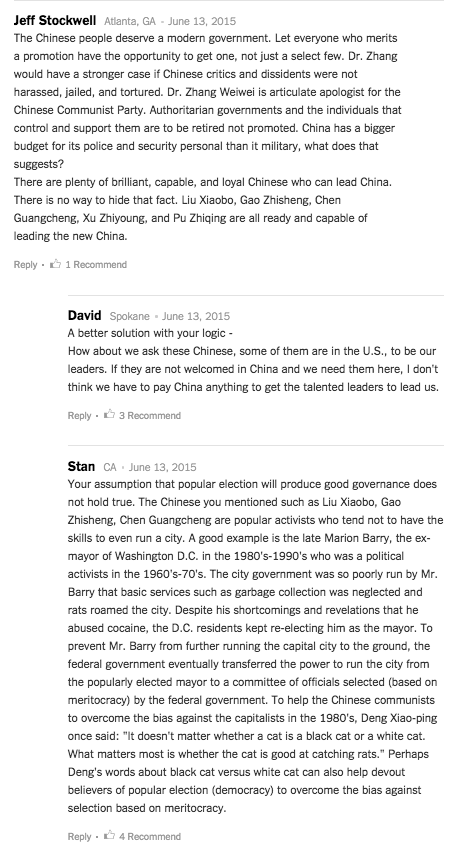 Jeff Stockwell Atlanta, GA · June 13, 2015
The Chinese people deserve a modern government. Let everyone who merits
a promotion have the opportunity to get one, not just a select few. Dr. Zhang
would have a stronger case if Chinese critics and dissidents were not
harassed, jailed, and tortured. Dr. Zhang Weiwei is articulate apologist for the
Chinese Communist Party. Authoritarian governments and the individuals that
control and support them are to be retired not promoted. China has a bigger
budget for its police and security personal than it military, what does that
suggests?
There are plenty of brilliant, capable, and loyal Chinese who can lead China.
There is no way to hide that fact. Liu Xiaobo, Gao Zhisheng, Chen
Guangcheng, Xu Zhiyong, and Pu Zhiqing are all ready and capable of
leading the new China.
Reply · 1 Recommend
David Spokane · June 13, 2015
A better solution with your logic -
How about we ask these Chinese, some of them are in the U.S., to be our
leaders. If they are not welcomed in China and we need them here, I don't
think we have to pay China anything to get the talented leaders to lead us.
Reply · 3 Recommend
Stan CA · June 13, 2015
Your assumption that popular election will produce good governance does
not hold true. The Chinese you mentioned such as Liu Xiaobo, Gao
Zhisheng, Chen Guangcheng are popular activists who tend not to have the
skills to even run a city. A good example is the late Marion Barry, the ex-
mayor of Washington D.C. in the 1980's-1990's who was a political
activists in the 1960's-70's. The city government was so poorly run by Mr.
Barry that basic services such as garbage collection was neglected and
rats roamed the city. Despite his shortcomings and revelations that he
abused cocaine, the D.C. residents kept re-electing him as the mayor. To
prevent Mr. Barry from further running the capital city to the ground, the
federal government eventually transferred the power to run the city from
the popularly elected mayor to a committee of officials selected (based on
meritocracy) by the federal government. To help the Chinese communists
to overcome the bias against the capitalists in the 1980's, Deng Xiao-ping
once said: "It doesn't matter whether a cat is a black cat or a white cat.
What matters most is whether the cat is good at catching rats." Perhaps
Deng's words about black cat versus white cat can also help devout
believers of popular election (democracy) to overcome the bias against
selection based on meritocracy.
Reply · 4 Recommend